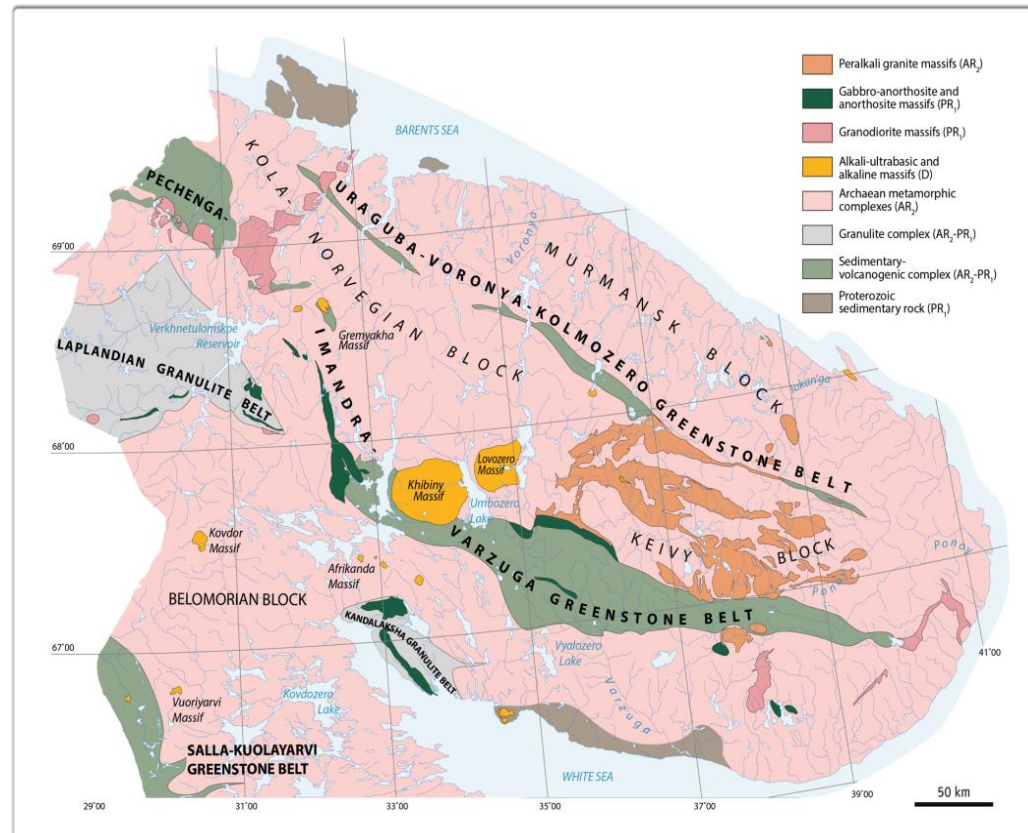 Peralkali granite massifs (AR₂)
Gabbro-anorthosite and
anorthosite massifs (PR₁)
Granodiorite massifs (PR₁)
Alkali-ultrabasic and
alkaline massifs (D)
Archaean metamorphic
complexes (AR₂)
Granulite complex (AR₂-PR₁)
Sedimentary-
volcanogenic complex (AR₂-PR₁)
Proterozoic
sedimentary rock (PR₁)
BARENTS SEA
PECHENGA-
KOLA-
NORVEGIAN BLOCK
URAGUBA-VORONYA-KOLMOZERO GREENSTONE BELT
Voronya
MURMANSK BLOCK
69°00
Verkhnetulomskoe
Reservoir
Gremyakha
Massif
LAPLANDIAN GRANULITE BELT
IMANDRA-
Iokan'ga
68°00
Khibiny
Massif
Lovozero
Massif
Umbozero
Lake
KEIVY BLOCK
Ponoy
Ponoy
Kovdor
Massif
Afrikanda
Massif
VARZUGA GREENSTONE BELT
BELOMORIAN BLOCK
KANDALAKSHA GRANULITE BELT
Vyalozero
Lake
Varzuga
67°00
41°00
Vuoriyarvi
Massif
Kovdozero
Lake
SALLA-KUOLAYARVI
GREENSTONE BELT
WHITE SEA
29°00
31°00
33°00
35°00
37°00
39°00
50 km